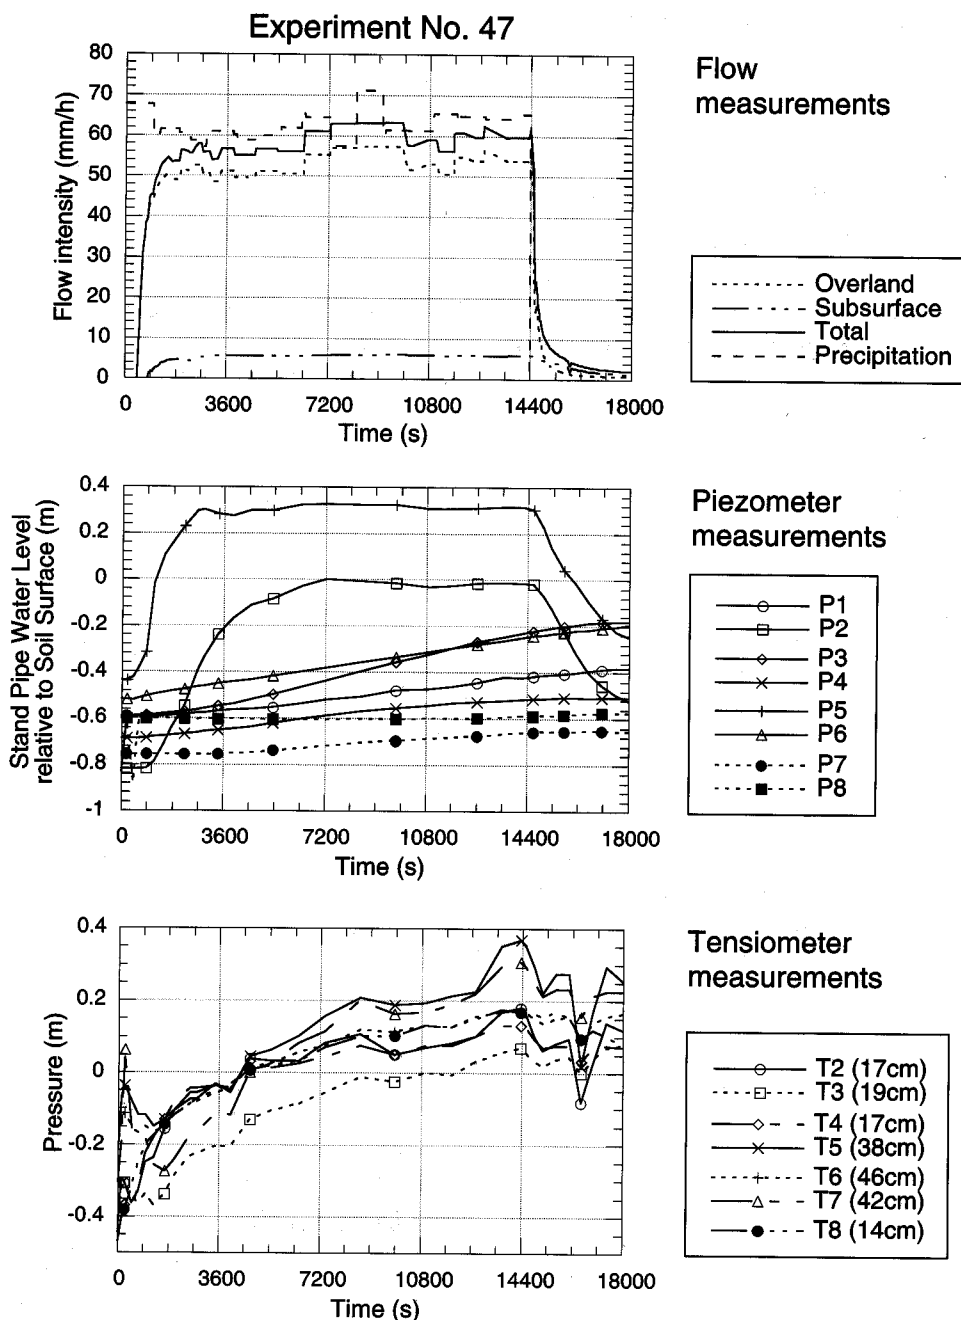 Experiment No. 47
Flow
measurements
Flow intensity (mm/h)
80
70
60
50
40
30
20
10
0
0 3600 7200 10800 14400 18000
Time (s)
Overland
Subsurface
Total
Precipitation
Piezometer
measurements
Stand Pipe Water Level
relative to Soil Surface (m)
0.4
0.2
0
-0.2
-0.4
-0.6
-0.8
-1
0 3600 7200 10800 14400 18000
Time (s)
P1
P2
P3
P4
P5
P6
P7
P8
Tensiometer
measurements
Pressure (m)
0.4
0.2
0
-0.2
-0.4
0 3600 7200 10800 14400 18000
Time (s)
T2 (17cm)
T3 (19cm)
T4 (17cm)
T5 (38cm)
T6 (46cm)
T7 (42cm)
T8 (14cm)